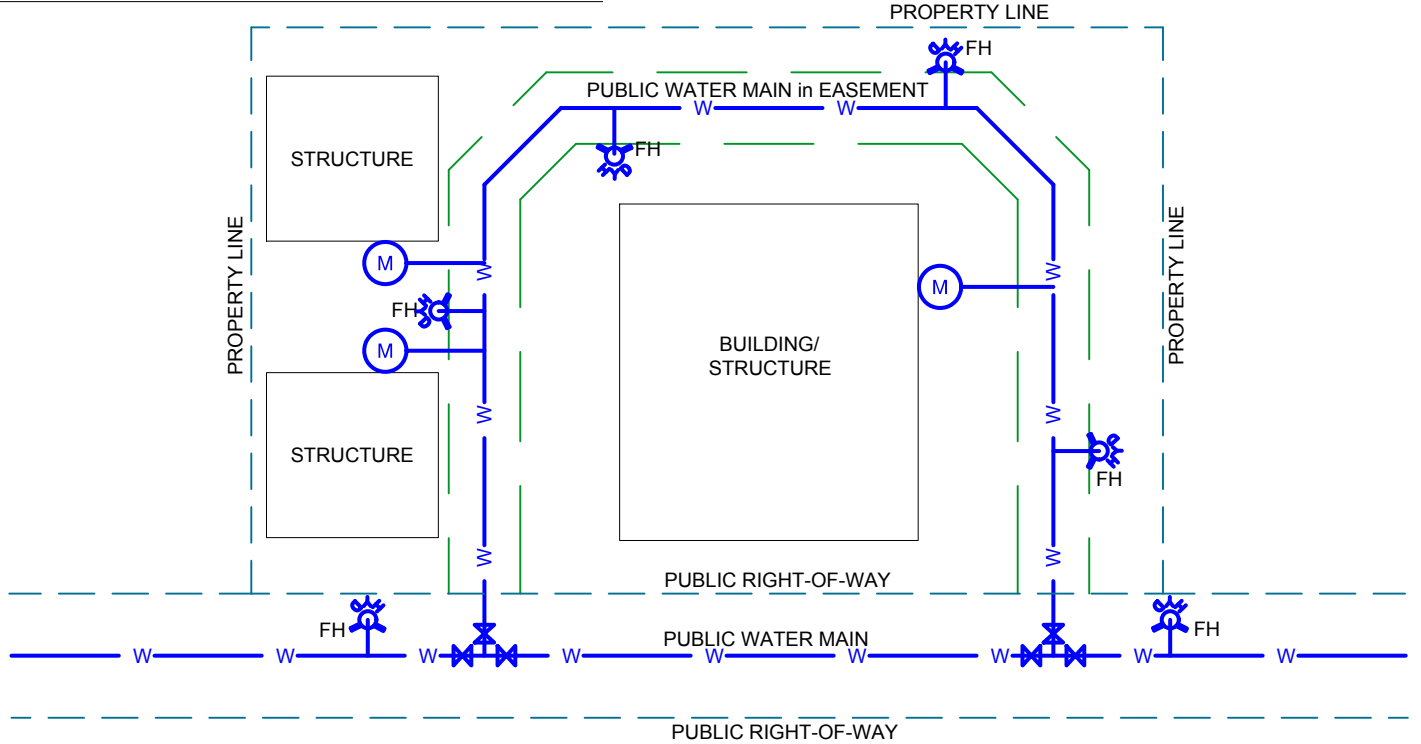 PROPERTY LINE
FH
PUBLIC WATER MAIN in EASEMENT
W
W
FH
STRUCTURE
PROPERTY LINE
PROPERTY LINE
M
W
W
M
FH
M
BUILDING/
STRUCTURE
W
W
STRUCTURE
FH
W
W
PUBLIC RIGHT-OF-WAY
FH
FH
PUBLIC WATER MAIN
W
W
W
W
W
W
W
W
W
PUBLIC RIGHT-OF-WAY